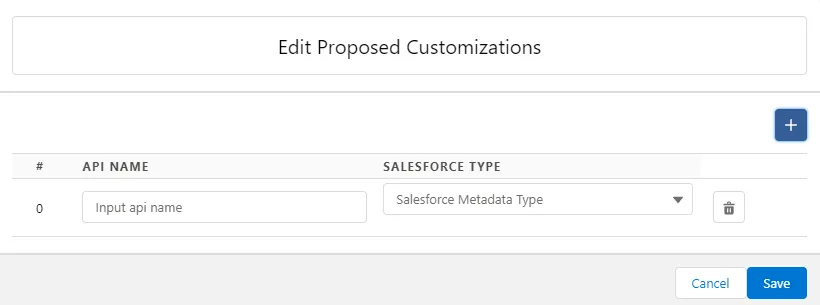 Edit Proposed Customizations
+
# API NAME SALESFORCE TYPE
0 Input api name Salesforce Metadata Type
Cancel Save